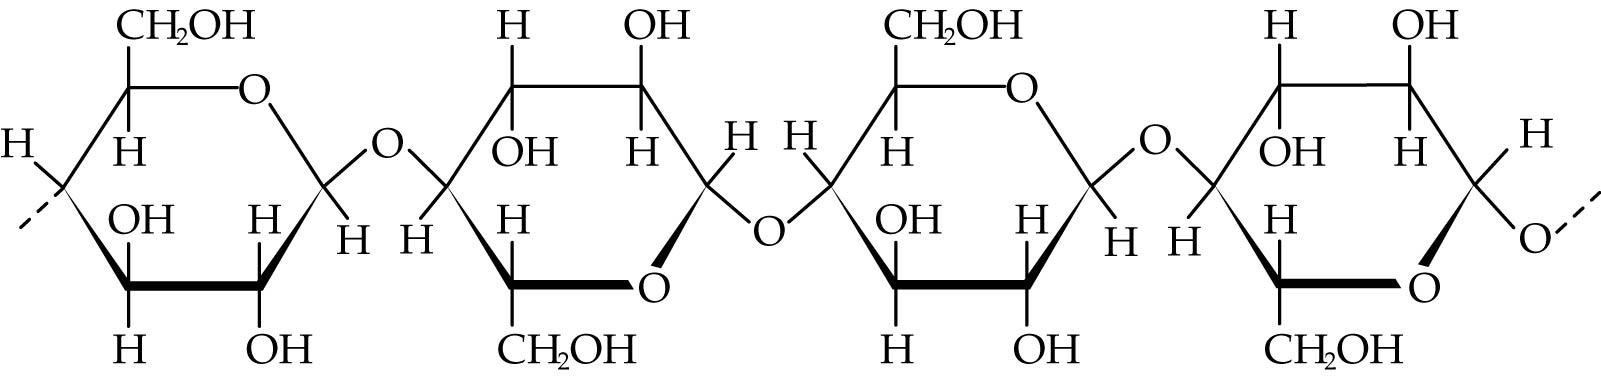 CH₂OH H OH CH₂OH H OH
O O
H O H H O H
H OH H H OH H
OH H H H OH H H H
H H
O O
O O
H OH CH₂OH H OH CH₂OH